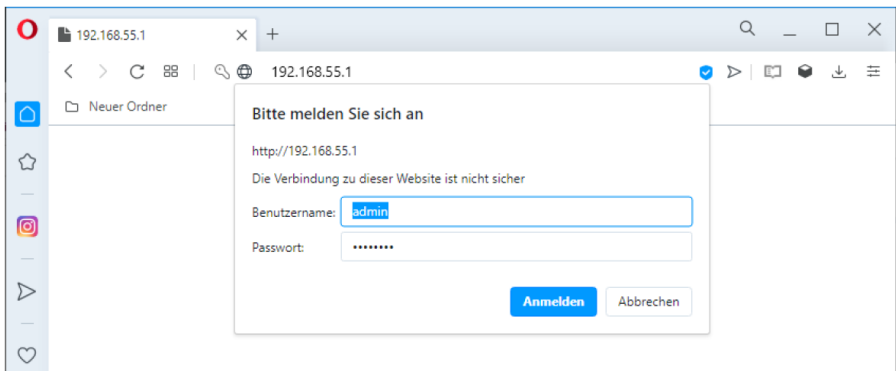 192.168.55.1
192.168.55.1
Neuer Ordner
Bitte melden Sie sich an
http://192.168.55.1
Die Verbindung zu dieser Website ist nicht sicher
Benutzername: admin
Passwort: ••••••••
Anmelden Abbrechen